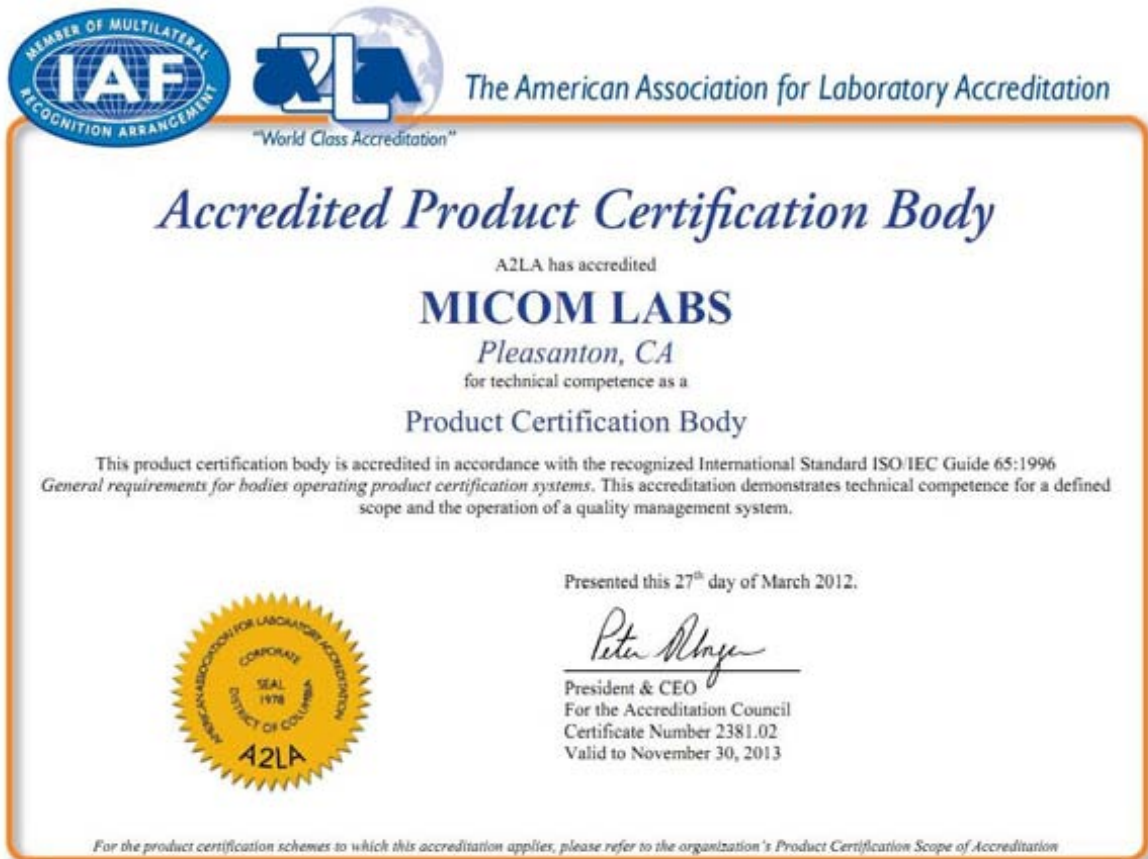 MEMBER OF MULTILATERAL
IAF
RECOGNITION ARRANGEMENT
A2LA
"World Class Accreditation"
The American Association for Laboratory Accreditation
Accredited Product Certification Body
A2LA has accredited
MICOM LABS
Pleasanton, CA
for technical competence as a
Product Certification Body
This product certification body is accredited in accordance with the recognized International Standard ISO/IEC Guide 65:1996
General requirements for bodies operating product certification systems. This accreditation demonstrates technical competence for a defined
scope and the operation of a quality management system.
Presented this 27th day of March 2012.
Peter
President & CEO
For the Accreditation Council
Certificate Number 2381.02
Valid to November 30, 2013
AMERICAN ASSOCIATION FOR LABORATORY ACCREDITATION
CORPORATE
SEAL
1978
DISTRICT OF COLUMBIA
A2LA
For the product certification schemes to which this accreditation applies, please refer to the organization's Product Certification Scope of Accreditation